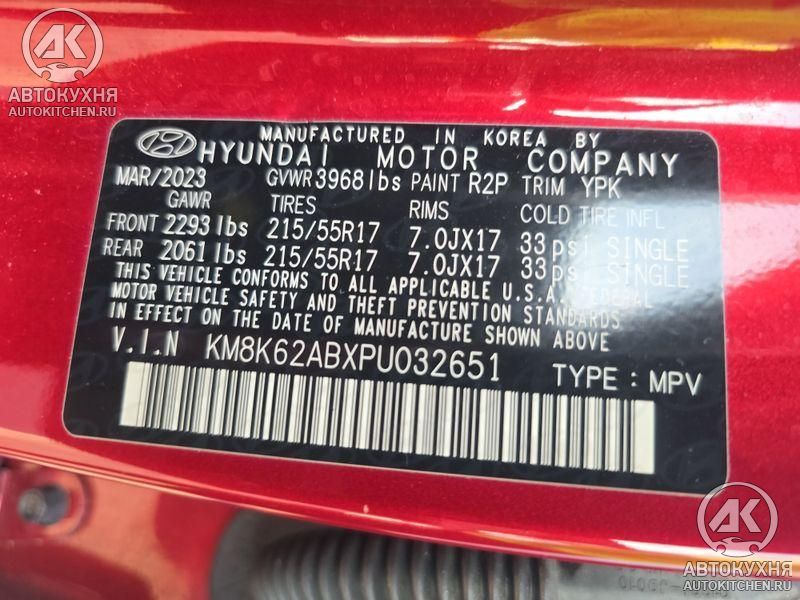 АК
АВТОКУХНЯ
AUTOKITCHEN.RU
MANUFACTURED IN KOREA BY
HYUNDAI MOTOR COMPANY
MAR/2023 GVWR 3968 lbs PAINT R2P TRIM YPK
GAWR TIRES RIMS COLD TIRE INFL
FRONT 2293 lbs 215/55R17 7.0JX17 33 psi SINGLE
REAR 2061 lbs 215/55R17 7.0JX17 33 psi SINGLE
THIS VEHICLE CONFORMS TO ALL APPLICABLE U.S.A. FEDERAL
MOTOR VEHICLE SAFETY AND THEFT PREVENTION STANDARDS
IN EFFECT ON THE DATE OF MANUFACTURE SHOWN ABOVE
V.I.N KM8K62ABXPU032651 TYPE : MPV
АК
АВТОКУХНЯ
AUTOKITCHEN.RU